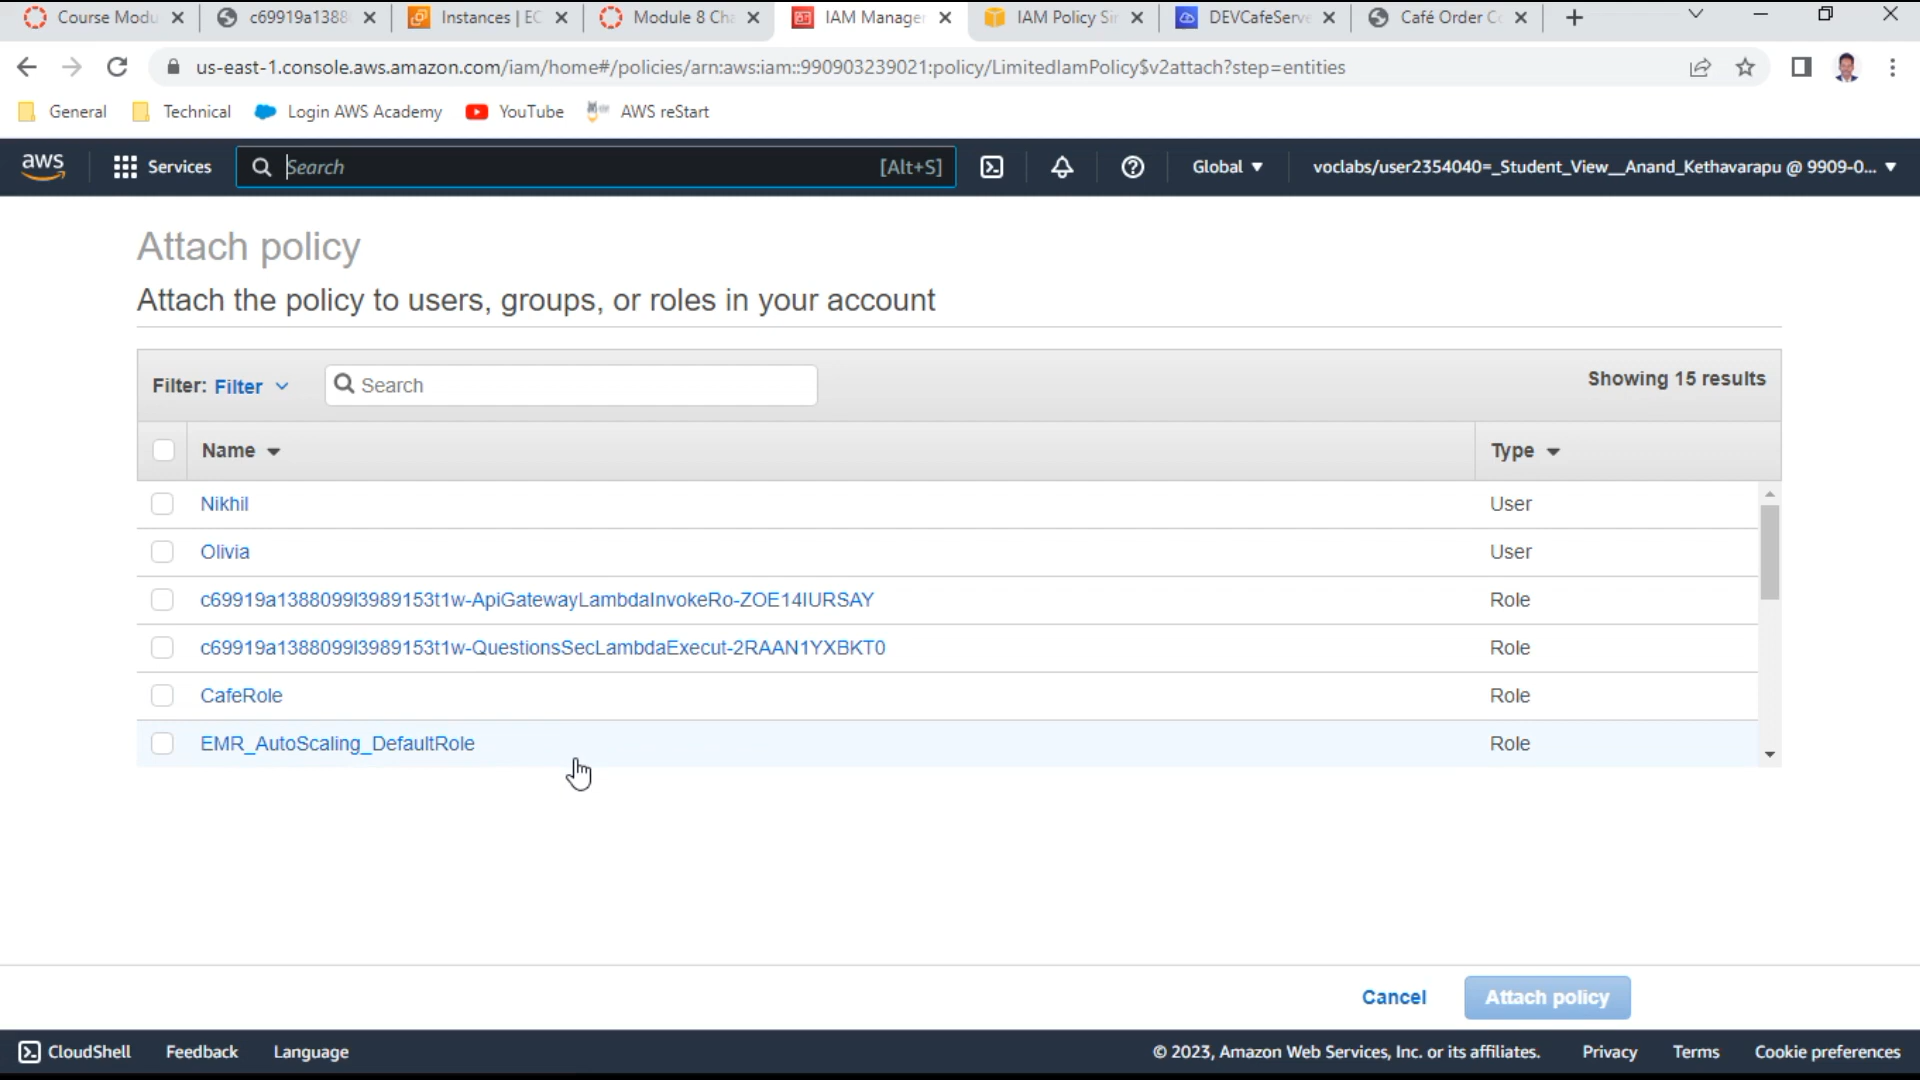 Course Modu
c69919a1388
Instances | EC
Module 8 Cha
IAM Manager
IAM Policy Sim
DEVCafeServe
Café Order Co
us-east-1.console.aws.amazon.com/iam/home#/policies/arn:aws:iam::990903239021:policy/LimitedIamPolicy$v2attach?step=entities
General
Technical
Login AWS Academy
YouTube
AWS reStart
aws
Services
Search
[Alt+S]
Global
voclabs/user2354040=_Student_View__Anand_Kethavarapu @ 9909-0...
Attach policy
Attach the policy to users, groups, or roles in your account
Filter: Filter
Search
Showing 15 results
Name
Type
Nikhil
User
Olivia
User
c69919a1388099l3989153t1w-ApiGatewayLambdaInvokeRo-ZOE14IURSAY
Role
c69919a1388099l3989153t1w-QuestionsSecLambdaExecut-2RAAN1YXBKT0
Role
CafeRole
Role
EMR_AutoScaling_DefaultRole
Role
Cancel
Attach policy
CloudShell
Feedback
Language
© 2023, Amazon Web Services, Inc. or its affiliates.
Privacy
Terms
Cookie preferences